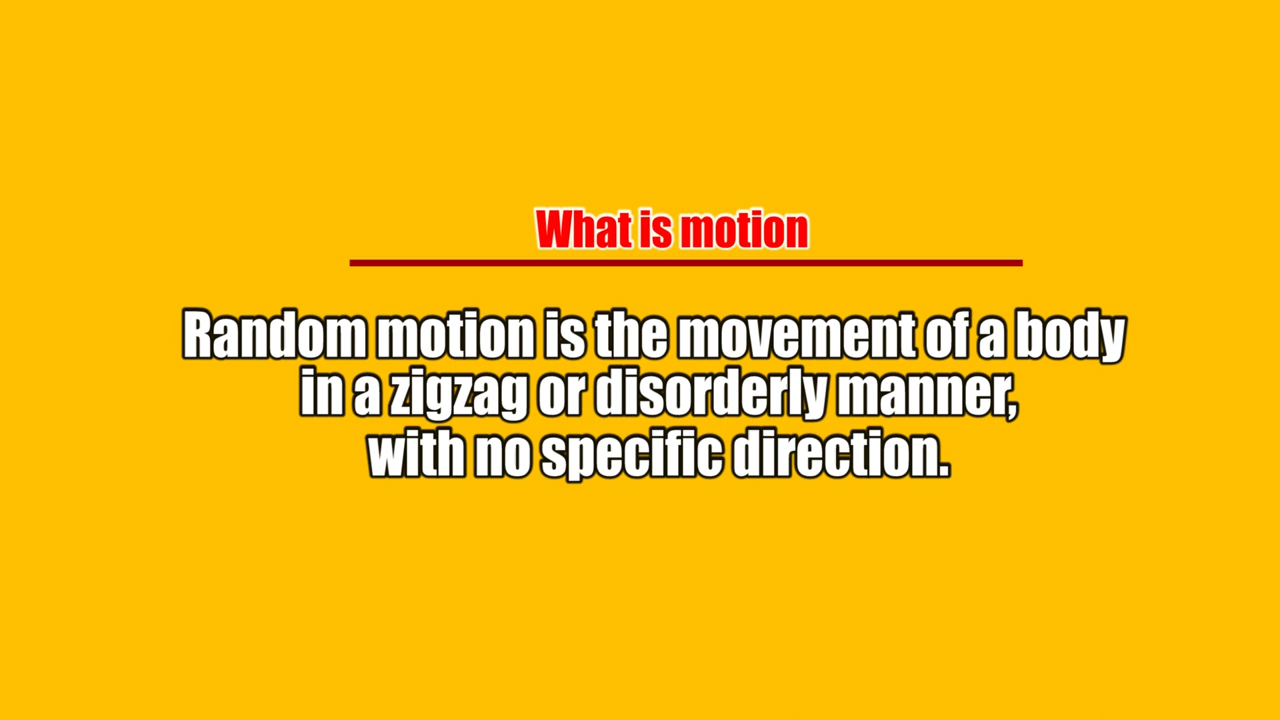 What is motion
Random motion is the movement of a body
in a zigzag or disorderly manner,
with no specific direction.